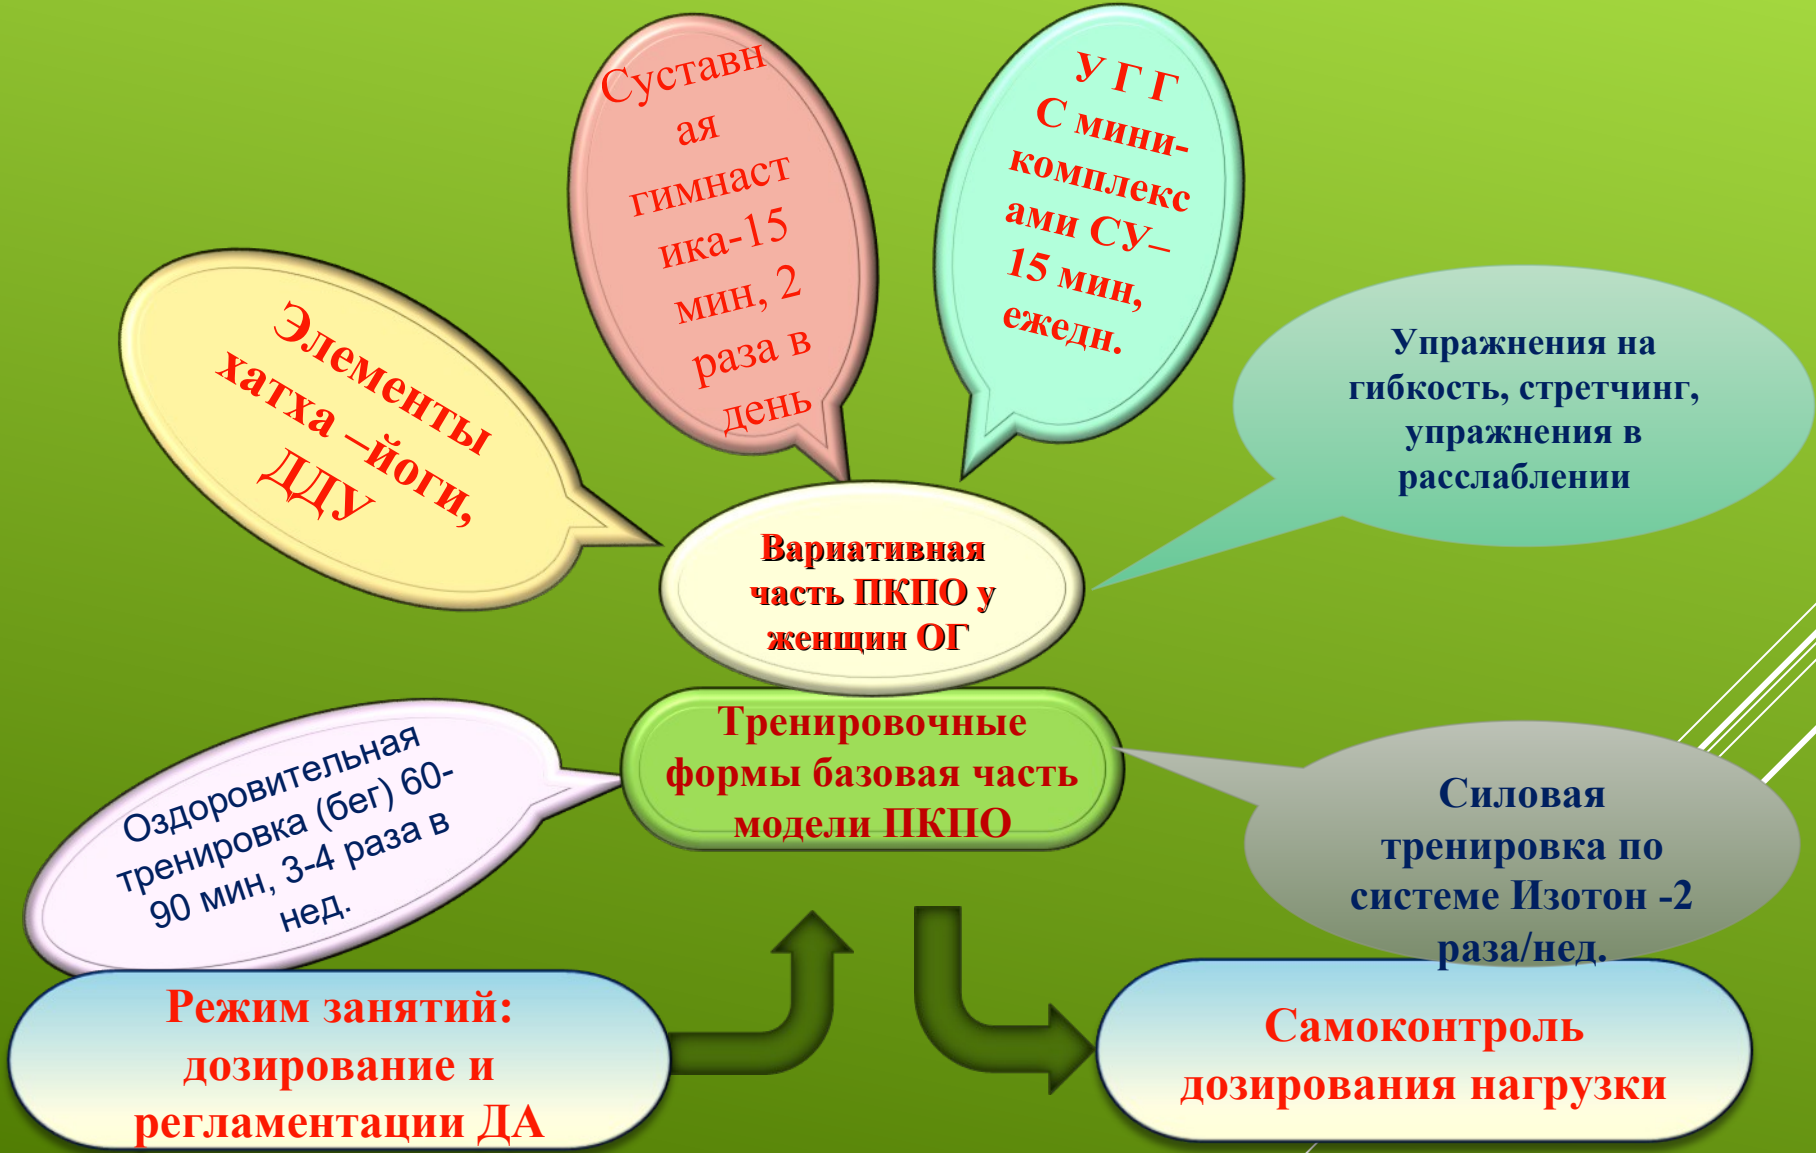 Суставн
ая
гимнаст
ика-15
мин, 2
раза в
день
У Г Г
С мини-
комплекс
ами СУ–
15 мин,
ежедн.
Элементы
хатха –йоги,
ДДУ
Упражнения на
гибкость, стретчинг,
упражнения в
расслаблении
Вариативная
часть ПКПО у
женщин ОГ
Тренировочные
формы базовая часть
модели ПКПО
Оздоровительная
тренировка (бег) 60-
90 мин, 3-4 раза в
нед.
Силовая
тренировка по
системе Изотон -2
раза/нед.
Режим занятий:
дозирование и
регламентации ДА
Самоконтроль
дозирования нагрузки